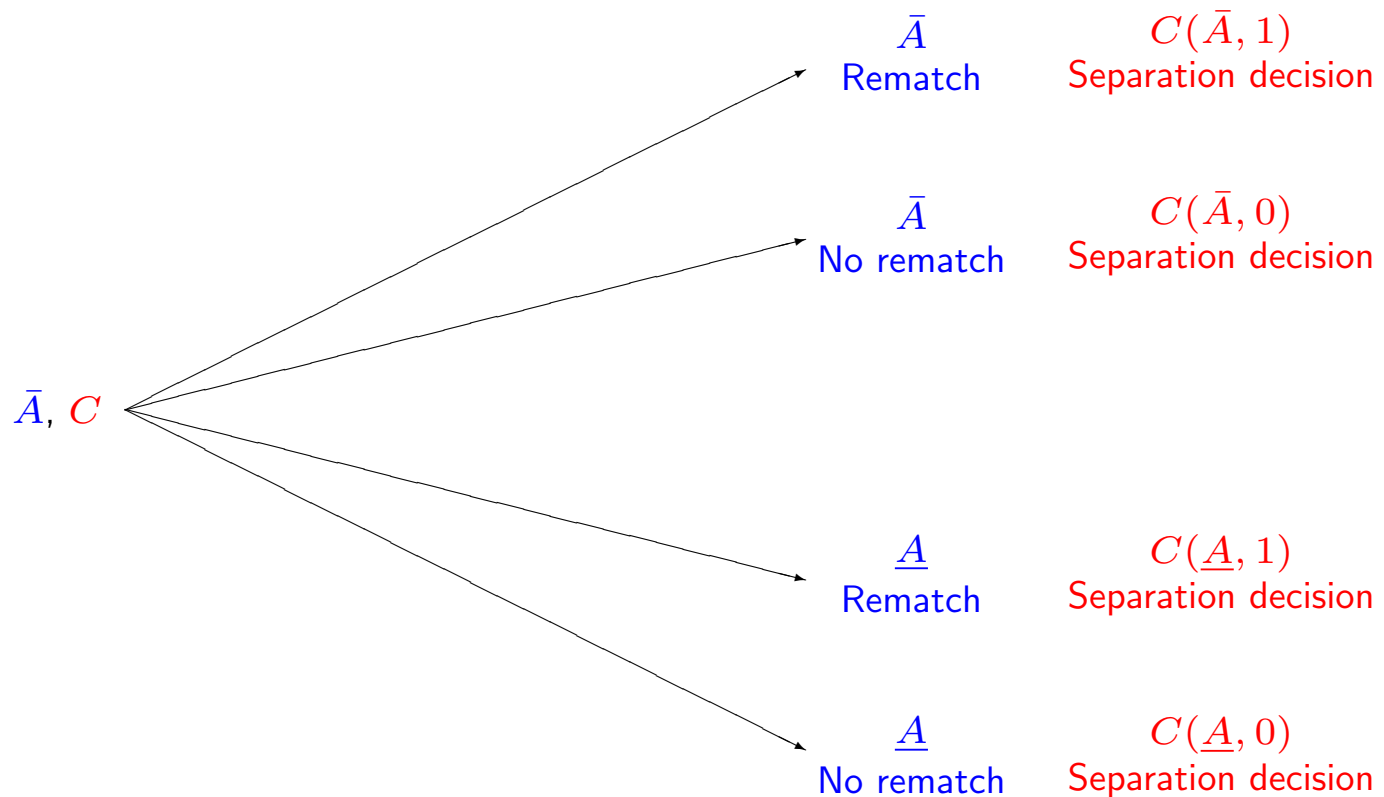 Ā C(Ā, 1)
Rematch Separation decision
Ā C(Ā, 0)
No rematch Separation decision
Ā, C
A̲ C(A̲, 1)
Rematch Separation decision
A̲ C(A̲, 0)
No rematch Separation decision